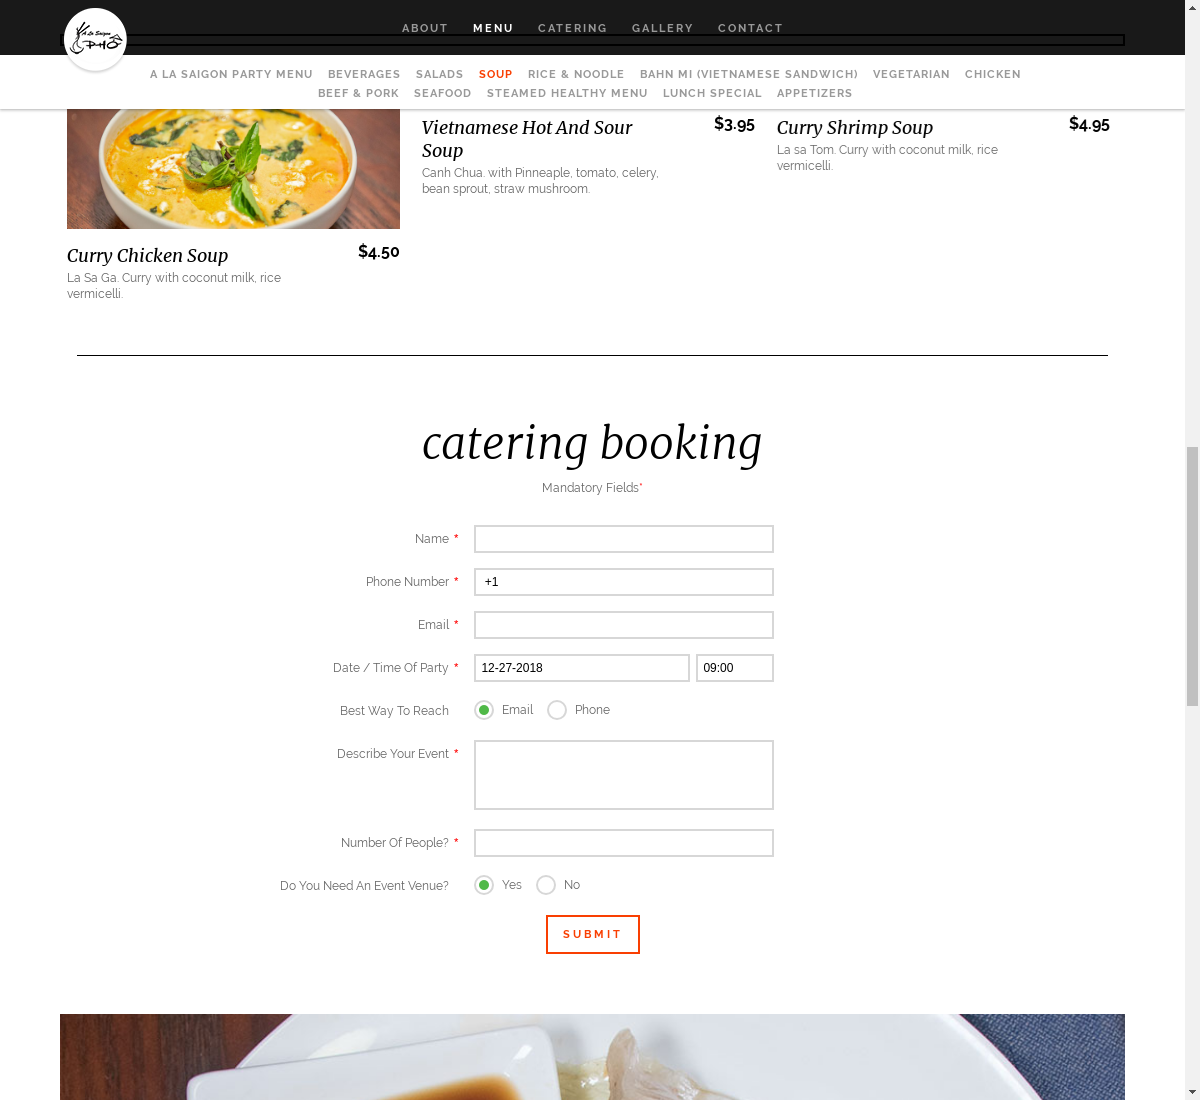 A La Saigon
PHO
ABOUT MENU CATERING GALLERY CONTACT
A LA SAIGON PARTY MENU BEVERAGES SALADS SOUP RICE & NOODLE BAHN MI (VIETNAMESE SANDWICH) VEGETARIAN CHICKEN
BEEF & PORK SEAFOOD STEAMED HEALTHY MENU LUNCH SPECIAL APPETIZERS
Vietnamese Hot And Sour
Soup
$3.95
Canh Chua. with Pinneaple, tomato, celery,
bean sprout, straw mushroom.
Curry Shrimp Soup $4.95
La sa Tom. Curry with coconut milk, rice
vermicelli.
Curry Chicken Soup $4.50
La Sa Ga. Curry with coconut milk, rice
vermicelli.
catering booking
Mandatory Fields*
Name *
Phone Number * +1
Email *
Date / Time Of Party * 12-27-2018 09:00
Best Way To Reach Email Phone
Describe Your Event *
Number Of People? *
Do You Need An Event Venue? Yes No
SUBMIT